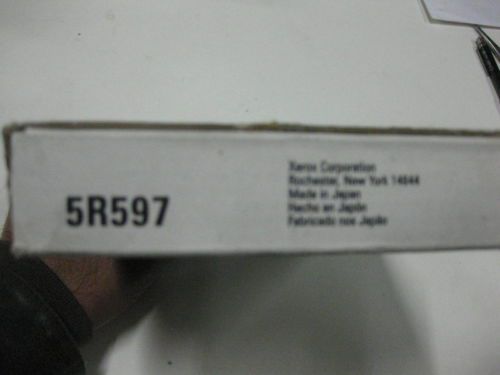 5R597
Xerox Corporation
Rochester, New York 14644
Made in Japan
Hecho en Japón
Fabricado nos Japão